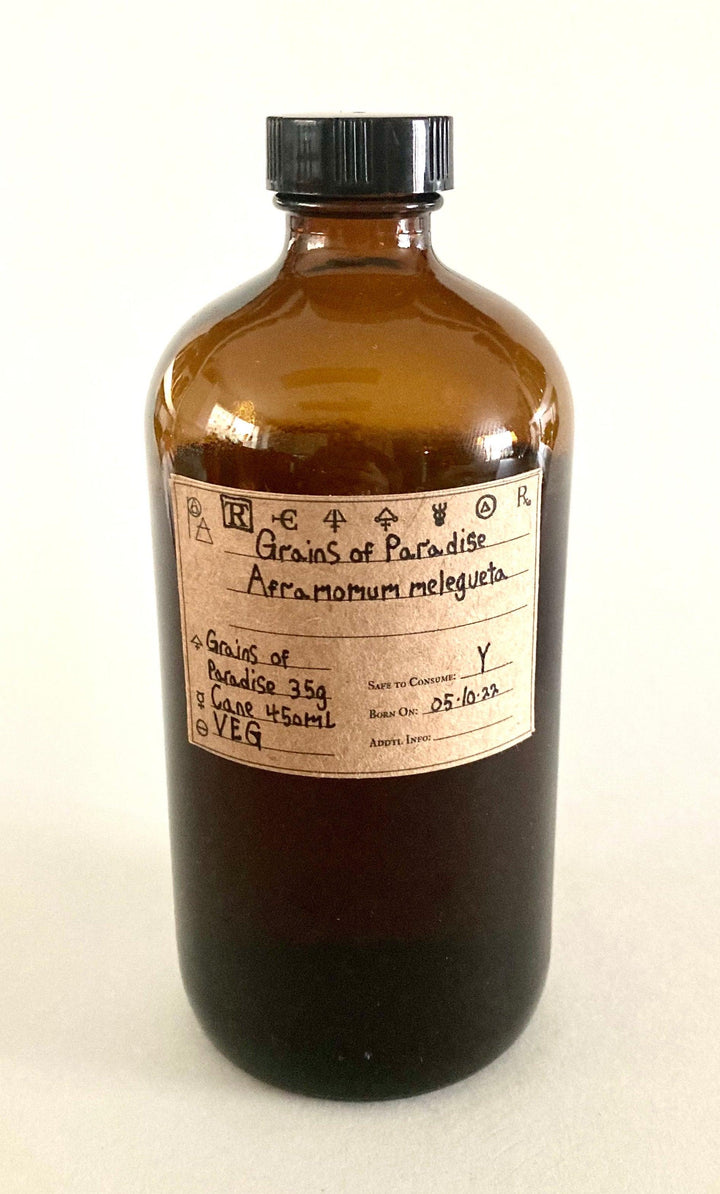 R ℞
Grains of Paradise
Aframomum melegueta
Grains of
Paradise 35g
Cane 450mL
VEG
SAFE TO CONSUME: Y
BORN ON: 05·10·22
ADDTL INFO: